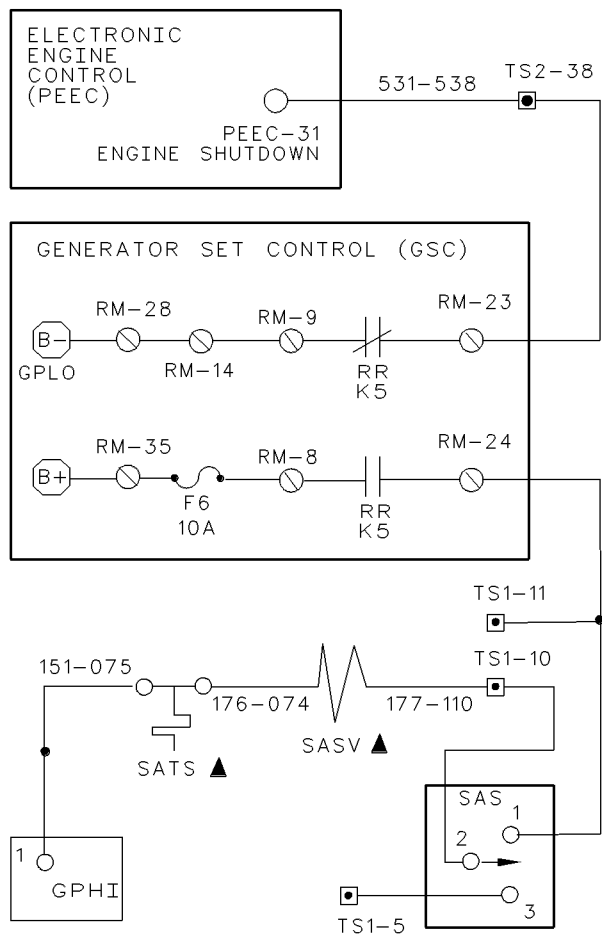 ELECTRONIC
ENGINE
CONTROL
(PEEC)
531-538
TS2-38
PEEC-31
ENGINE SHUTDOWN
GENERATOR SET CONTROL (GSC)
RM-28
RM-9
RM-23
B-
GPLO
RM-14
RR
K5
RM-35
RM-8
RM-24
B+
F6
10A
RR
K5
TS1-11
TS1-10
151-075
176-074
177-110
SATS
SASV
SAS
1
2
3
1
GPHI
TS1-5